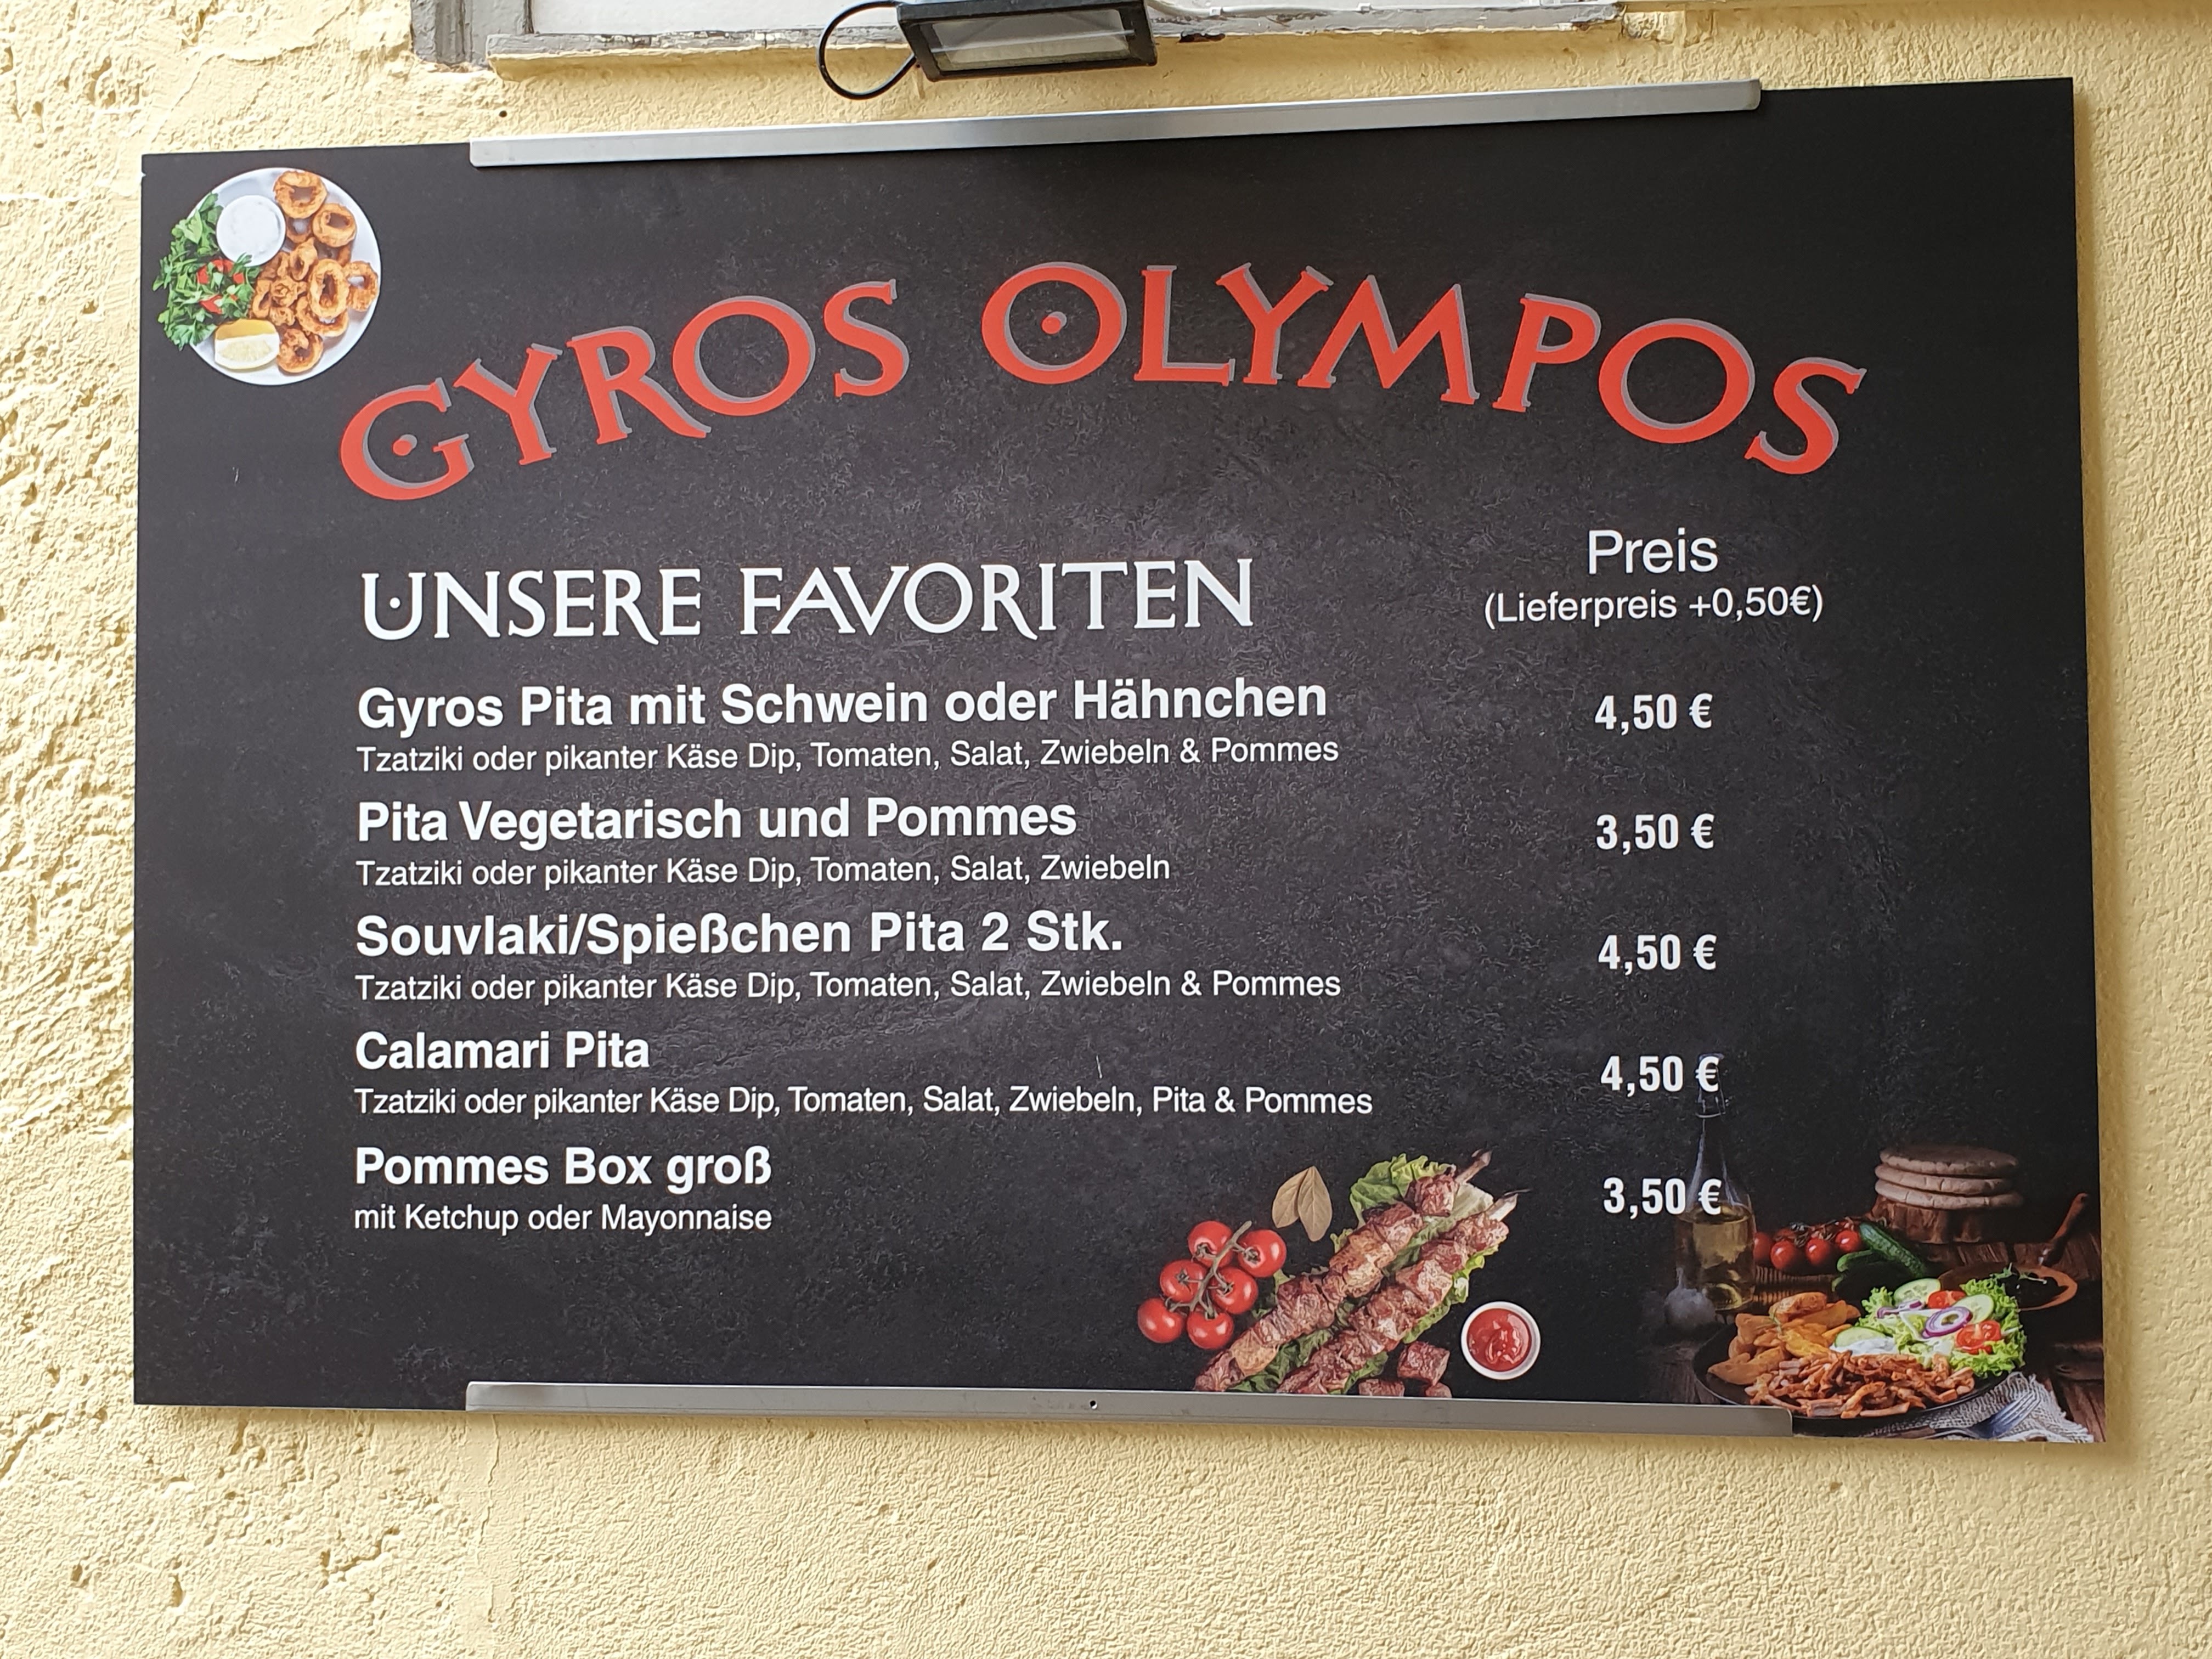 GYROS OLYMPOS
UNSERE FAVORITEN
Preis
(Lieferpreis +0,50€)
Gyros Pita mit Schwein oder Hähnchen
4,50 €
Tzatziki oder pikanter Käse Dip, Tomaten, Salat, Zwiebeln & Pommes
Pita Vegetarisch und Pommes
3,50 €
Tzatziki oder pikanter Käse Dip, Tomaten, Salat, Zwiebeln
Souvlaki/Spießchen Pita 2 Stk.
4,50 €
Tzatziki oder pikanter Käse Dip, Tomaten, Salat, Zwiebeln & Pommes
Calamari Pita
4,50 €
Tzatziki oder pikanter Käse Dip, Tomaten, Salat, Zwiebeln, Pita & Pommes
Pommes Box groß
3,50 €
mit Ketchup oder Mayonnaise